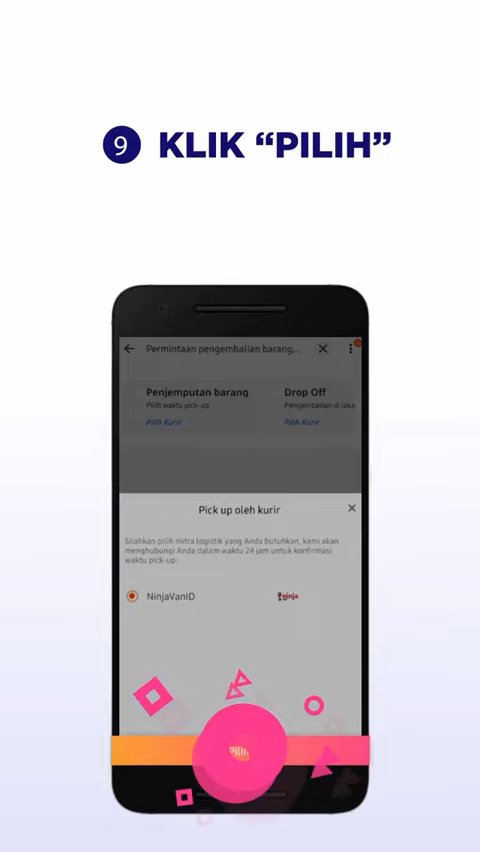 9 KLIK “PILIH”
Permintaan pengembalian barang...
Penjemputan barang
Pilih waktu pick-up
Pilih Kurir
Drop Off
Pengembalian di loka
Pilih Kurir
Pick up oleh kurir
Silahkan pilih mitra logistik yang Anda butuhkan, kami akan
menghubungi Anda dalam waktu 24 jam untuk konfirmasi
waktu pick-up:
NinjaVanID
ninja
Pilih